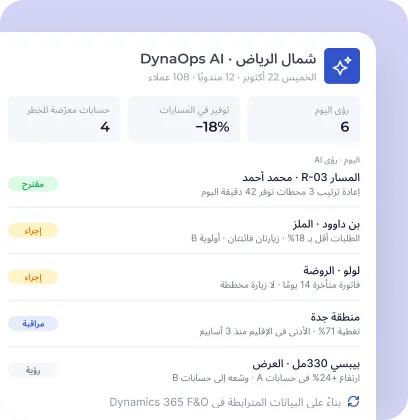 شمال الرياض · DynaOps AI
الخميس 22 أكتوبر · 12 مندوبًا · 108 عملاء
رؤى اليوم
6
توفير في المسارات
−18%
حسابات معرّضة للخطر
4
اليوم · رؤى AI
المسار R-03 · محمد أحمد
إعادة ترتيب 3 محطات توفر 42 دقيقة اليوم
مقترح
بن داوود · الملز
الطلبات أقل بـ 18% · زيارتان فائتتان · أولوية B
إجراء
لولو · الروضة
فاتورة متأخرة 14 يومًا · لا زيارة مخططة
إجراء
منطقة جدة
تغطية 71% · الأدنى في الإقليم منذ 3 أسابيع
مراقبة
بيبسي 330مل · العرض
ارتفاع +24% في حسابات A · وسّعه إلى حسابات B
رؤية
بناءً على البيانات المترابطة في Dynamics 365 F&O